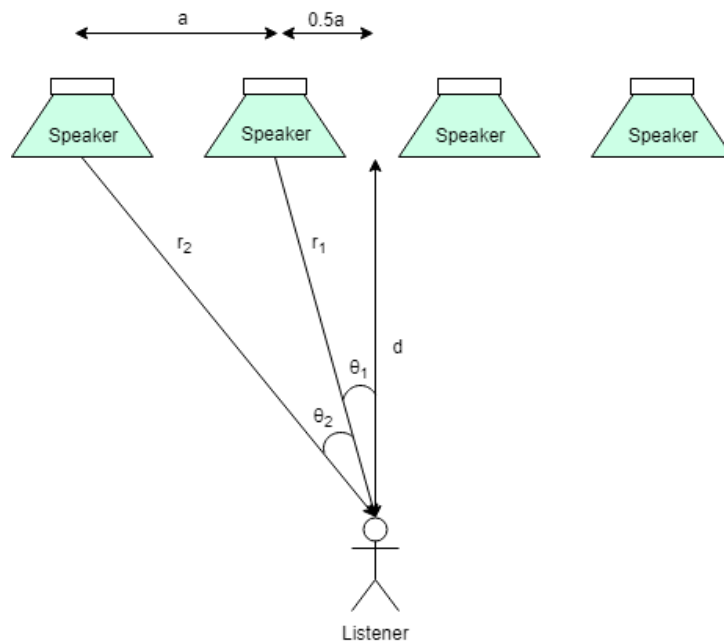 a
0.5a
Speaker
Speaker
Speaker
Speaker
r₂
r₁
d
θ₁
θ₂
Listener